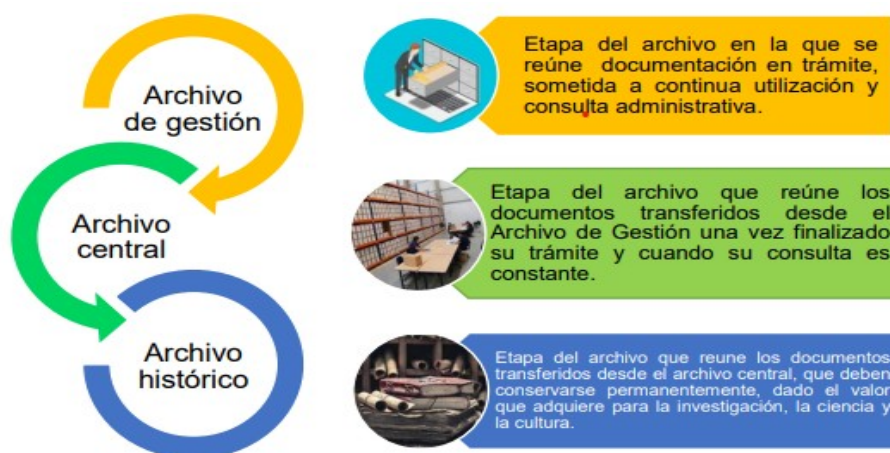 Archivo
de gestión
Etapa del archivo en la que se
reúne documentación en trámite,
sometida a continua utilización y
consulta administrativa.
Archivo
central
Etapa del archivo que reúne los
documentos transferidos desde el
Archivo de Gestión una vez finalizado
su trámite y cuando su consulta es
constante.
Archivo
histórico
Etapa del archivo que reune los documentos
transferidos desde el archivo central, que deben
conservarse permanentemente, dado el valor
que adquiere para la investigación, la ciencia y
la cultura.